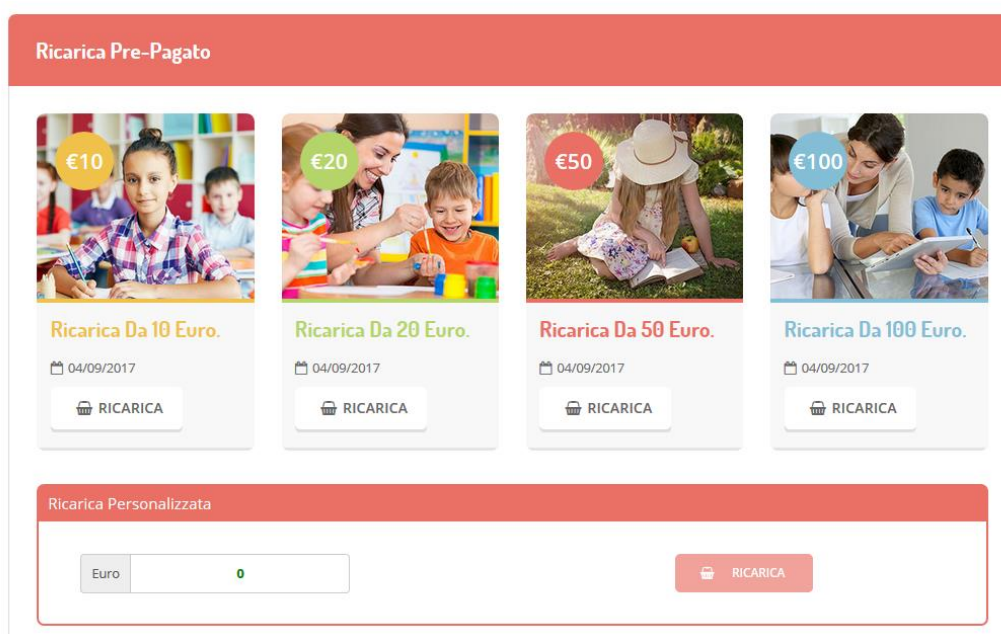 Ricarica Pre-Pagato
€10
€20
€50
€100
Ricarica Da 10 Euro.
Ricarica Da 20 Euro.
Ricarica Da 50 Euro.
Ricarica Da 100 Euro.
04/09/2017
04/09/2017
04/09/2017
04/09/2017
RICARICA
RICARICA
RICARICA
RICARICA
Ricarica Personalizzata
Euro
0
RICARICA